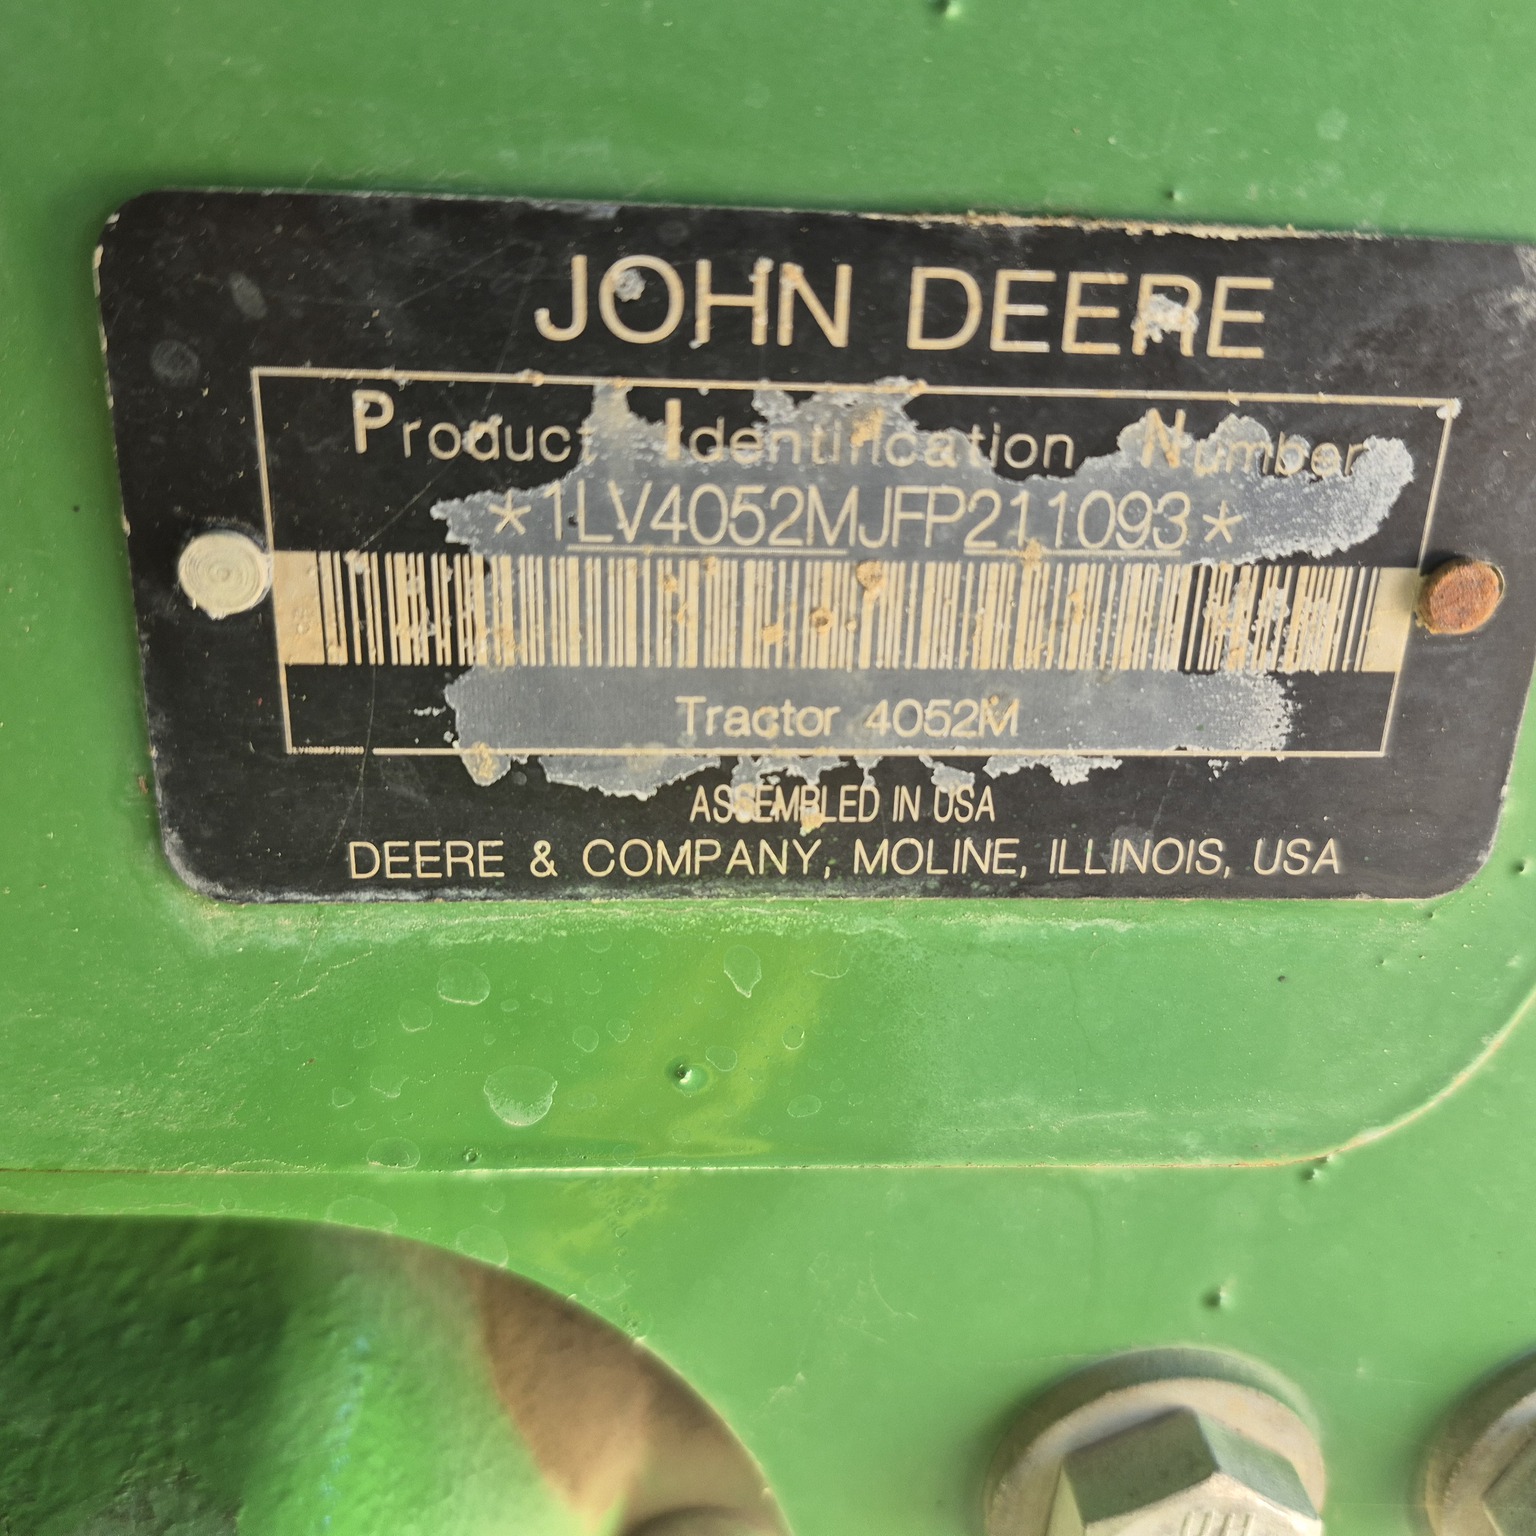 JOHN DEERE
Product Identification Number
*1LV4052MJFP211093*
Tractor 4052M
ASSEMBLED IN USA
DEERE & COMPANY, MOLINE, ILLINOIS, USA